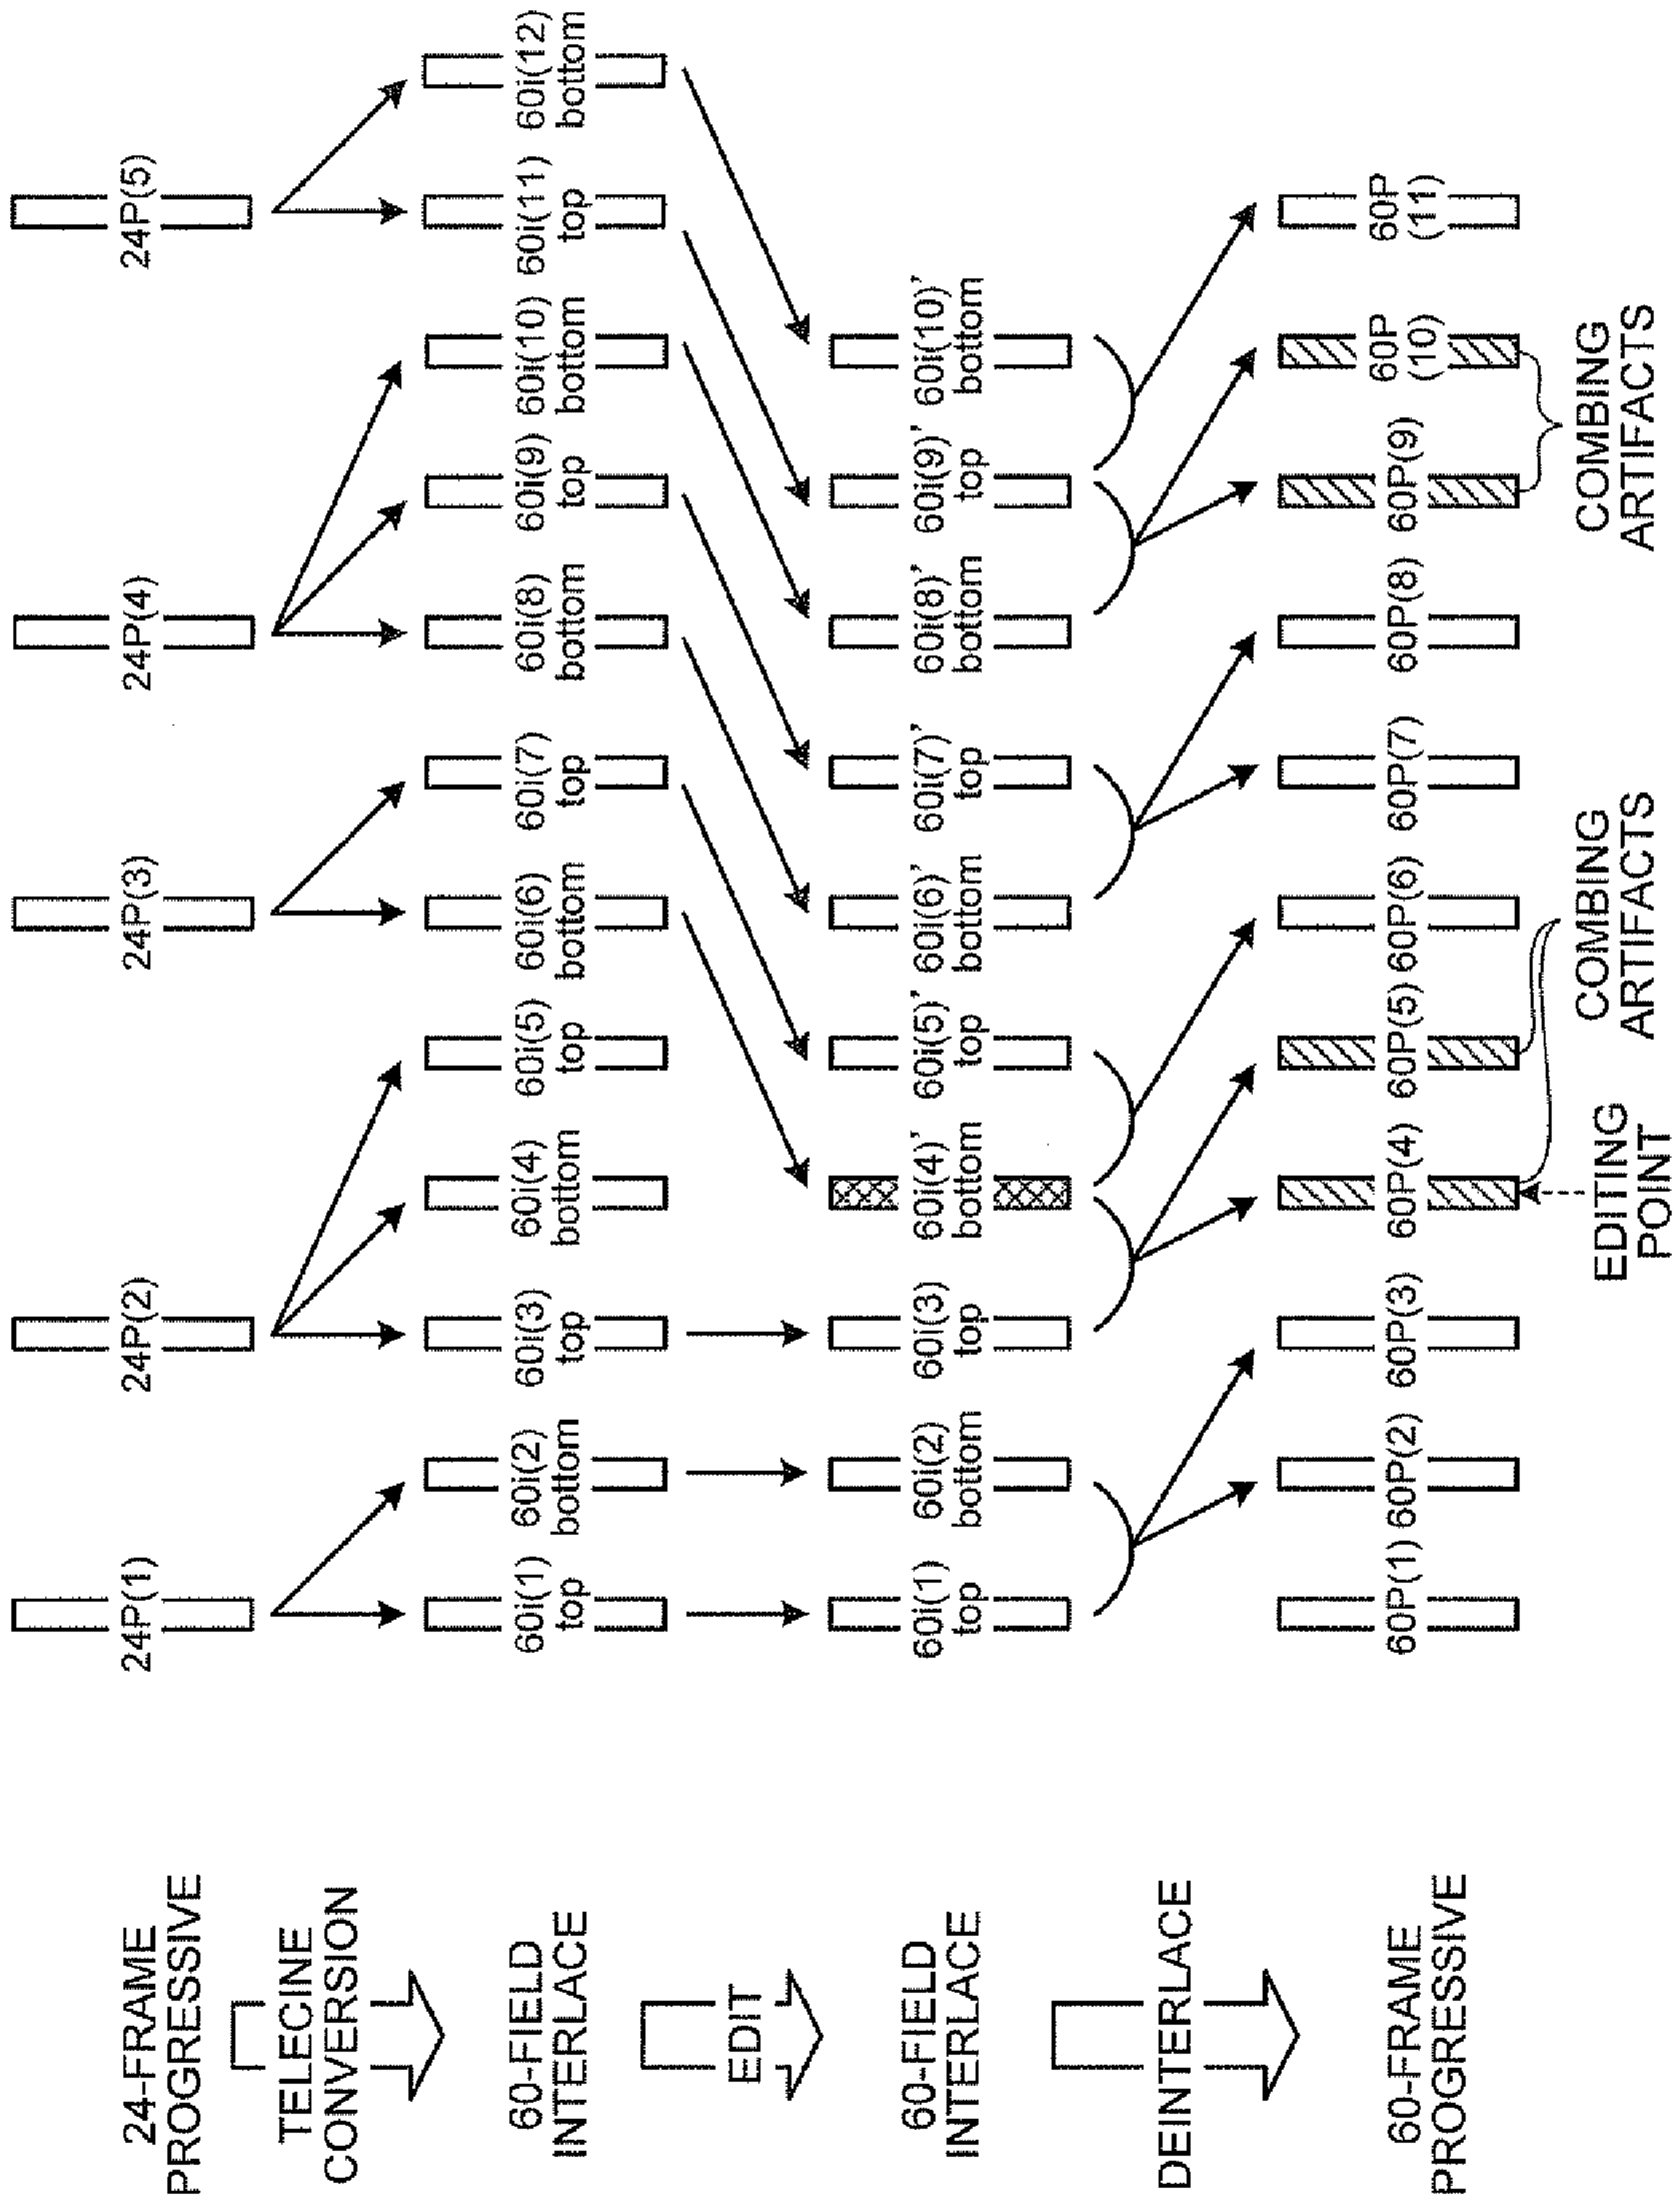 24-FRAME
PROGRESSIVE
24P(1)
24P(2)
24P(3)
24P(4)
24P(5)
TELECINE
CONVERSION
60-FIELD
INTERLACE
60i(1)
top
60i(2)
bottom
60i(3)
top
60i(4)
bottom
60i(5)
top
60i(6)
bottom
60i(7)
top
60i(8)
bottom
60i(9)
top
60i(10)
bottom
60i(11)
top
60i(12)
bottom
EDIT
60-FIELD
INTERLACE
60i(1)
top
60i(2)
bottom
60i(3)
top
60i(4)'
bottom
60i(5)'
top
60i(6)'
bottom
60i(7)'
top
60i(8)'
bottom
60i(9)'
top
60i(10)'
bottom
DEINTERLACE
60-FRAME
PROGRESSIVE
60P(1)
60P(2)
60P(3)
60P(4)
60P(5)
60P(6)
60P(7)
60P(8)
60P(9)
60P
(10)
60P
(11)
EDITING
POINT
COMBING
ARTIFACTS
COMBING
ARTIFACTS